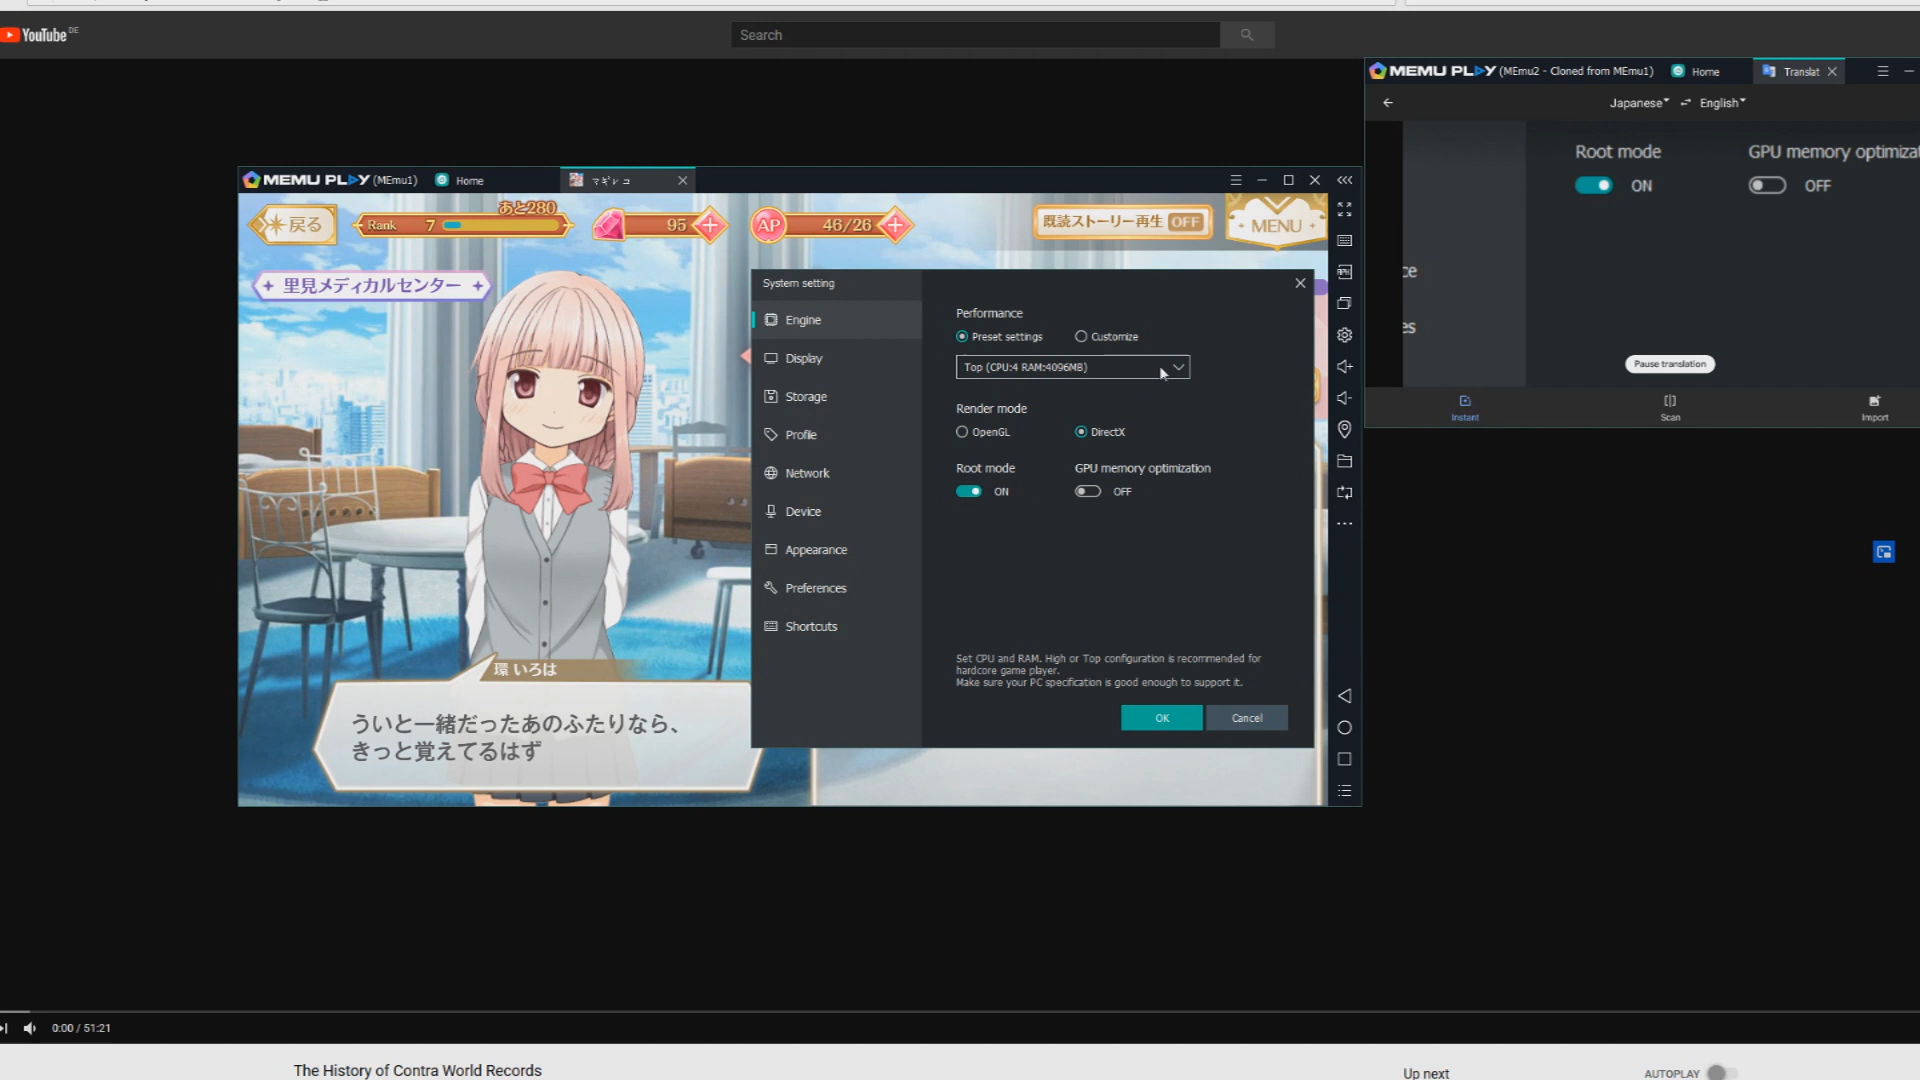 YouTube DE
Search
MEMU PLAY (MEmu2 - Cloned from MEmu1)
Home
Translat
Japanese
English
Root mode
GPU memory optimizat
ON
OFF
ce
es
Pause translation
Instant
Scan
Import
MEMU PLAY (MEmu1)
Home
マギレコ
戻る
Rank 7
あと280
95
AP
46/26
既読ストーリー再生 OFF
MENU
里見メディカルセンター
環 いろは
ういと一緒だったあのふたりなら、
きっと覚えてるはず
System setting
Engine
Display
Storage
Profile
Network
Device
Appearance
Preferences
Shortcuts
Performance
Preset settings
Customize
Top (CPU:4 RAM:4096MB)
Render mode
OpenGL
DirectX
Root mode
GPU memory optimization
ON
OFF
Set CPU and RAM. High or Top configuration is recommended for
hardcore game player.
Make sure your PC specification is good enough to support it.
OK
Cancel
0:00 / 51:21
The History of Contra World Records
Up next
AUTOPLAY